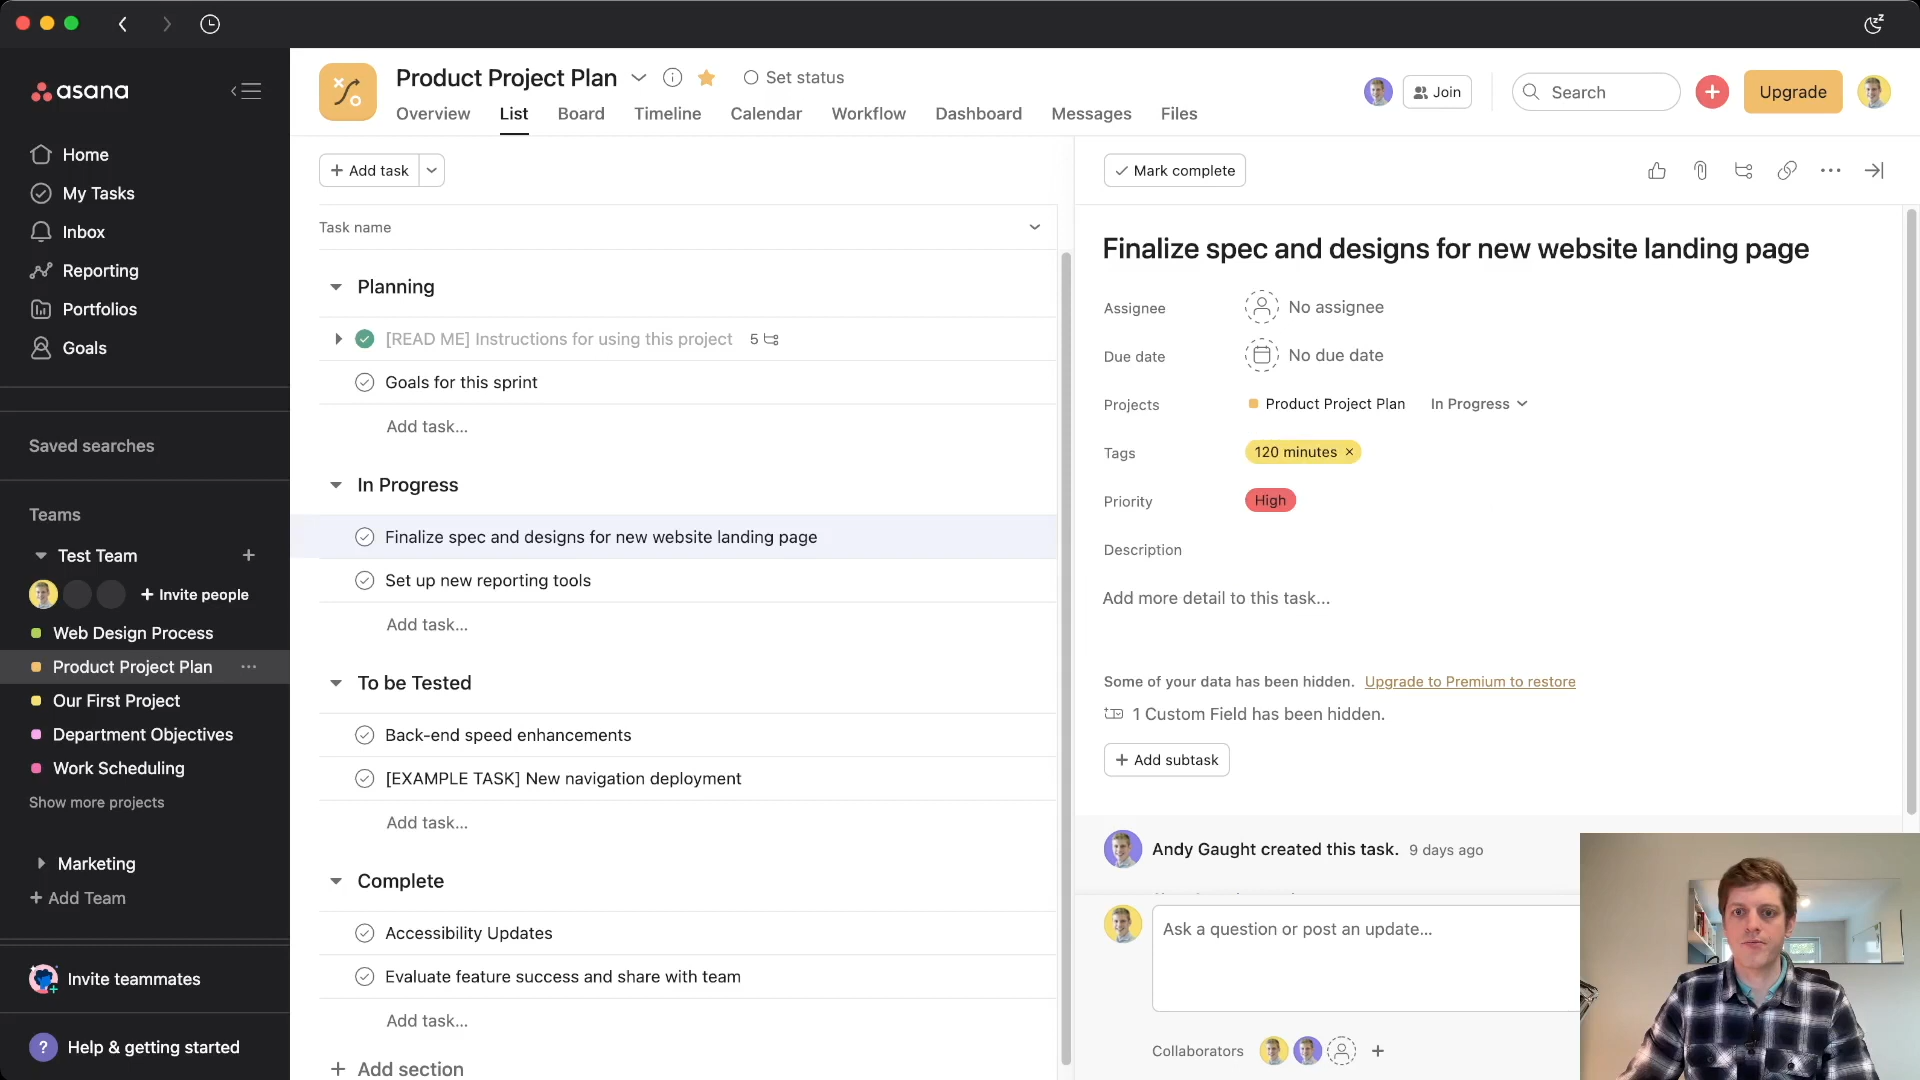 asana
Home
My Tasks
Inbox
Reporting
Portfolios
Goals
Saved searches
Teams
Test Team
+ Invite people
Web Design Process
Product Project Plan
Our First Project
Department Objectives
Work Scheduling
Show more projects
Marketing
+ Add Team
Invite teammates
? Help & getting started
Product Project Plan
Set status
Overview List Board Timeline Calendar Workflow Dashboard Messages Files
Join
Search
Upgrade
+ Add task
Task name
Planning
[READ ME] Instructions for using this project 5
Goals for this sprint
Add task...
In Progress
Finalize spec and designs for new website landing page
Set up new reporting tools
Add task...
To be Tested
Back-end speed enhancements
[EXAMPLE TASK] New navigation deployment
Add task...
Complete
Accessibility Updates
Evaluate feature success and share with team
Add task...
+ Add section
Mark complete
Finalize spec and designs for new website landing page
Assignee No assignee
Due date No due date
Projects Product Project Plan In Progress
Tags 120 minutes ×
Priority High
Description
Add more detail to this task...
Some of your data has been hidden. Upgrade to Premium to restore
1 Custom Field has been hidden.
+ Add subtask
Andy Gaught created this task. 9 days ago
Ask a question or post an update...
Collaborators